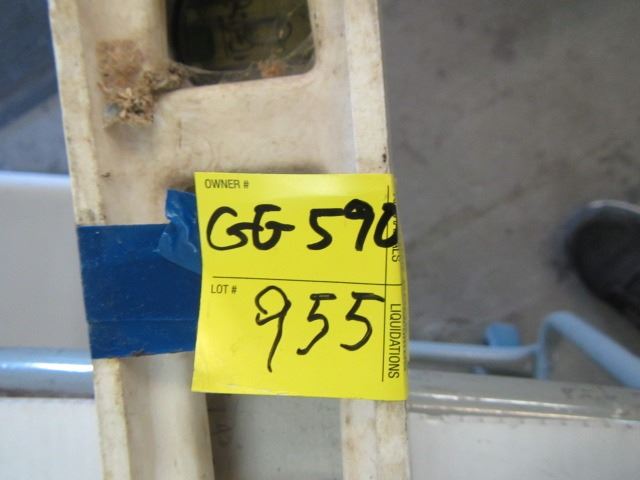 OWNER #
GG 590
LOT #
955
LIQUIDATIONS